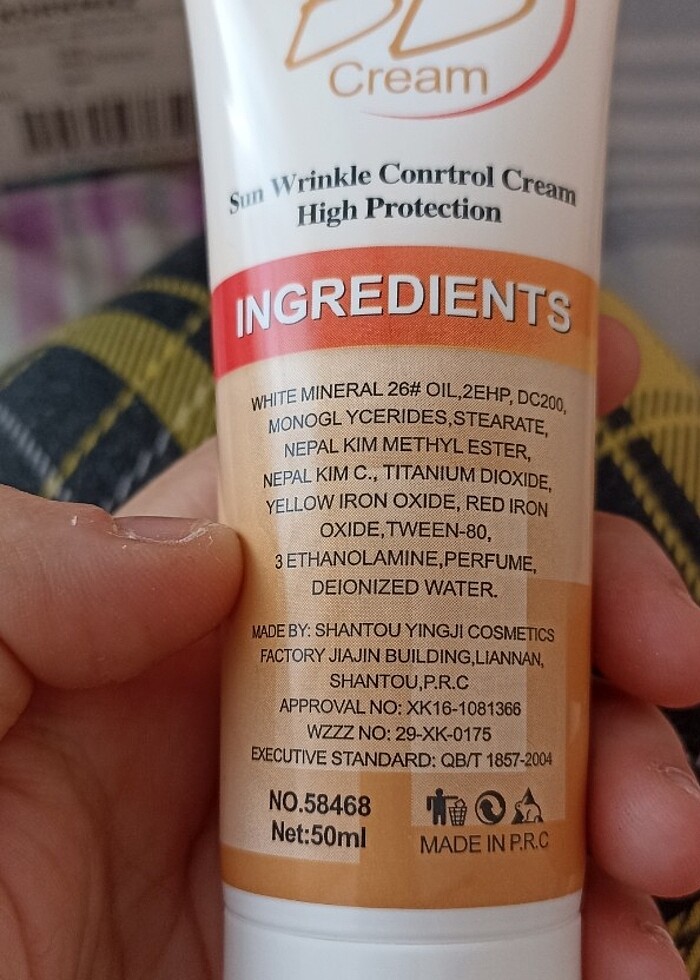 BB
Cream
Sun Wrinkle Conrtrol Cream
High Protection
INGREDIENTS
WHITE MINERAL 26# OIL,2EHP, DC200,
MONOGL YCERIDES,STEARATE,
NEPAL KIM METHYL ESTER,
NEPAL KIM C., TITANIUM DIOXIDE,
YELLOW IRON OXIDE, RED IRON
OXIDE,TWEEN-80,
3 ETHANOLAMINE,PERFUME,
DEIONIZED WATER.
MADE BY: SHANTOU YINGJI COSMETICS
FACTORY JIAJIN BUILDING,LIANNAN,
SHANTOU,P.R.C
APPROVAL NO: XK16-1081366
WZZZ NO: 29-XK-0175
EXECUTIVE STANDARD: QB/T 1857-2004
NO.58468
Net:50ml
MADE IN P.R.C